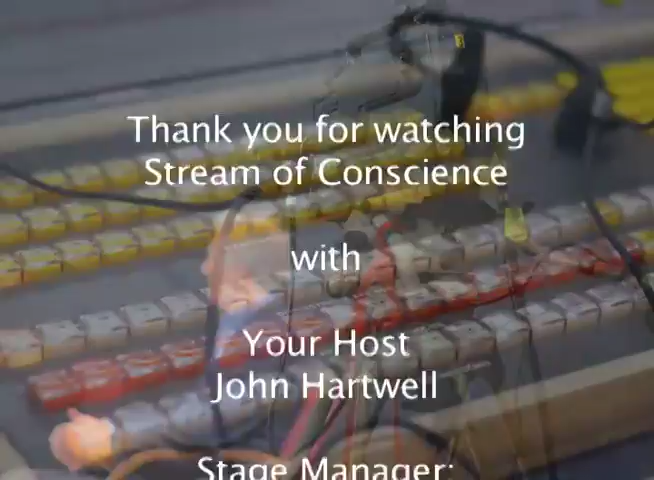 Thank you for watching
Stream of Conscience
with
Your Host
John Hartwell
Stage Manager: